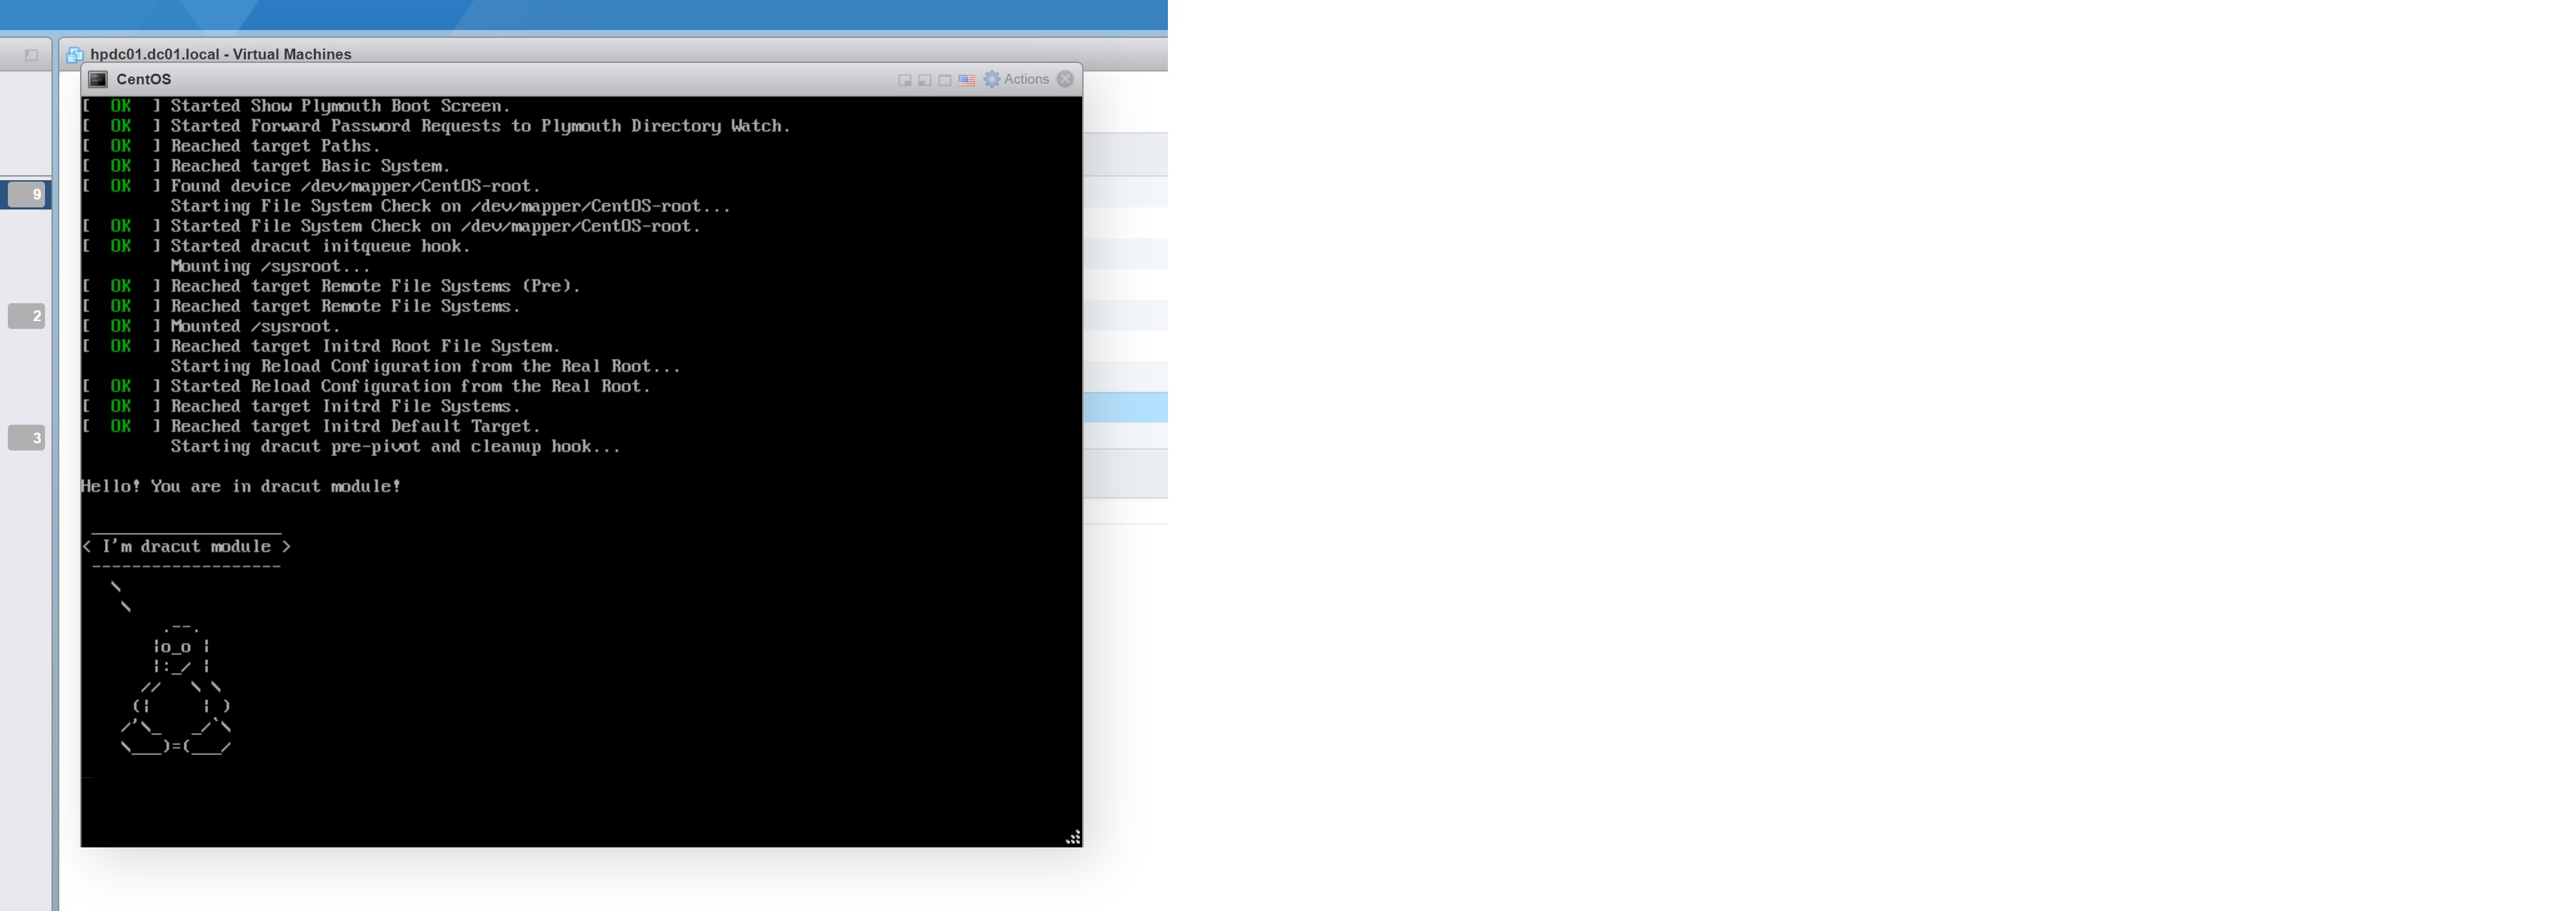 hpdc01.dc01.local - Virtual Machines
CentOS
Actions
[  OK  ] Started Show Plymouth Boot Screen.
[  OK  ] Started Forward Password Requests to Plymouth Directory Watch.
[  OK  ] Reached target Paths.
[  OK  ] Reached target Basic System.
9
[  OK  ] Found device /dev/mapper/CentOS-root.
         Starting File System Check on /dev/mapper/CentOS-root...
[  OK  ] Started File System Check on /dev/mapper/CentOS-root.
[  OK  ] Started dracut initqueue hook.
         Mounting /sysroot...
[  OK  ] Reached target Remote File Systems (Pre).
[  OK  ] Reached target Remote File Systems.
2
[  OK  ] Mounted /sysroot.
[  OK  ] Reached target Initrd Root File System.
         Starting Reload Configuration from the Real Root...
[  OK  ] Started Reload Configuration from the Real Root.
[  OK  ] Reached target Initrd File Systems.
[  OK  ] Reached target Initrd Default Target.
3
         Starting dracut pre-pivot and cleanup hook...
Hello! You are in dracut module!
 ___________________
< I'm dracut module >
 -------------------
   \
    \
        .--.
       |o_o |
       |:_/ |
      //   \ \
     (|     | )
    /'\_   _/`\
    \___)=(___/